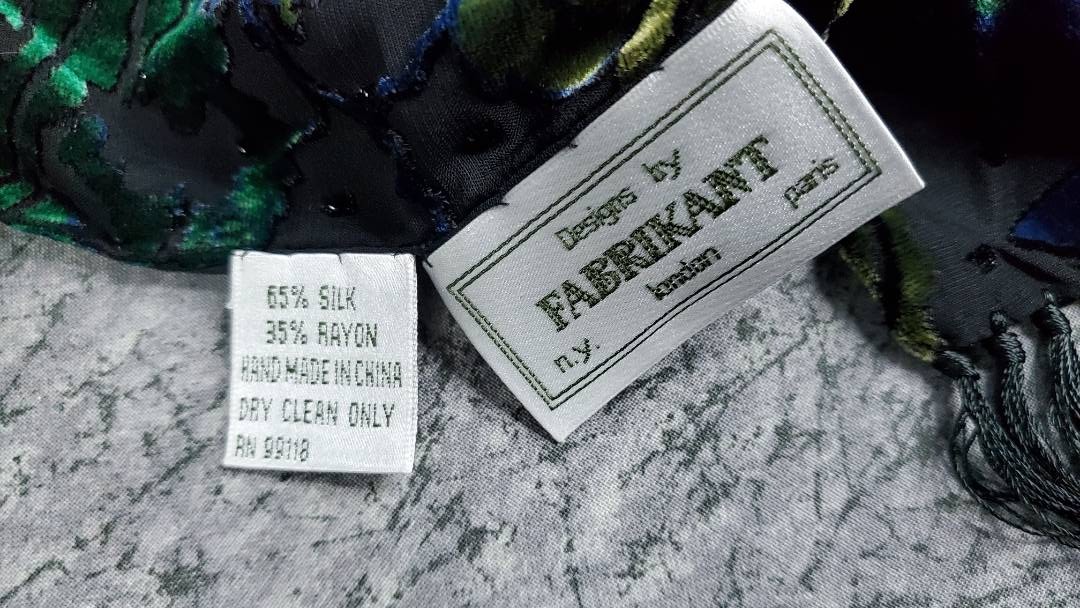 65% SILK
35% RAYON
HAND MADE IN CHINA
DRY CLEAN ONLY
RN 99118
Designs by
FABRIKANT
n.y. london paris